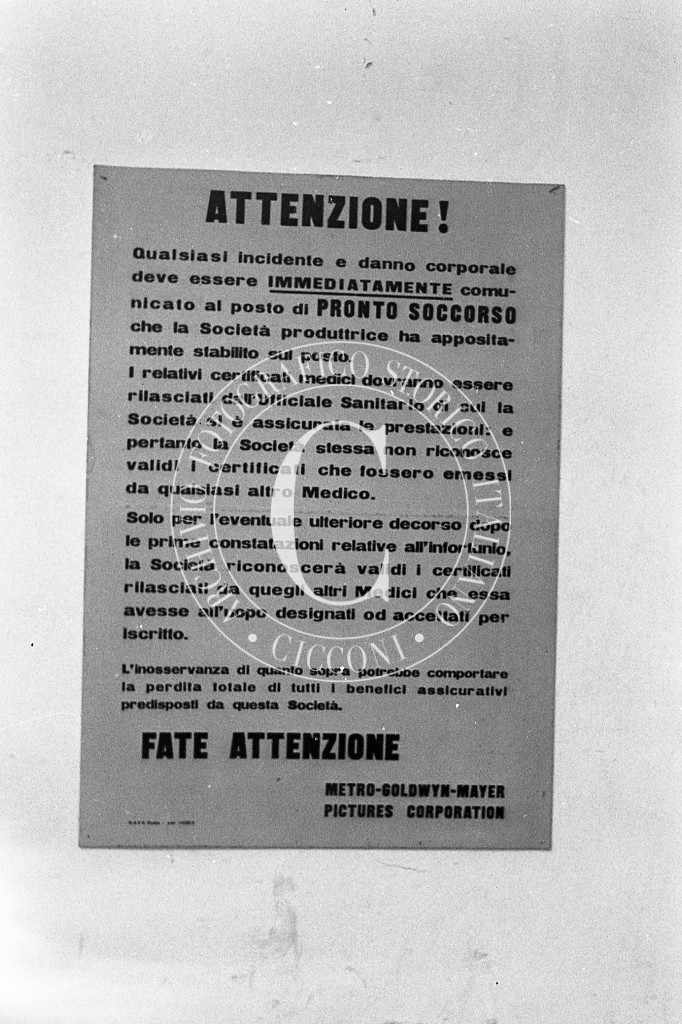 ATTENZIONE!
Qualsiasi incidente e danno corporale
deve essere IMMEDIATAMENTE comu-
nicato al posto di PRONTO SOCCORSO
che la Società produttrice ha apposita-
mente stabilito sul posto.
I relativi certificati medici dovranno essere
rilasciati dall'Ufficiale Sanitario di cui la
Società si è assicurata le prestazioni: e
pertanto la Società stessa non riconosce
validi i certificati che fossero emessi
da qualsiasi altro Medico.
Solo per l'eventuale ulteriore decorso dopo
le prime constatazioni relative all'infortunio,
la Società riconoscerà validi i certificati
rilasciati da quegli altri Medici che essa
avesse all'uopo designati od accettati per
iscritto.
L'inosservanza di quanto sopra potrebbe comportare
la perdita totale di tutti i benefici assicurativi
predisposti da questa Società.
FATE ATTENZIONE
METRO-GOLDWYN-MAYER
PICTURES CORPORATION
ARCHIVIO FOTOGRAFICO STORICO ITALIANO
C
• CICCONI •